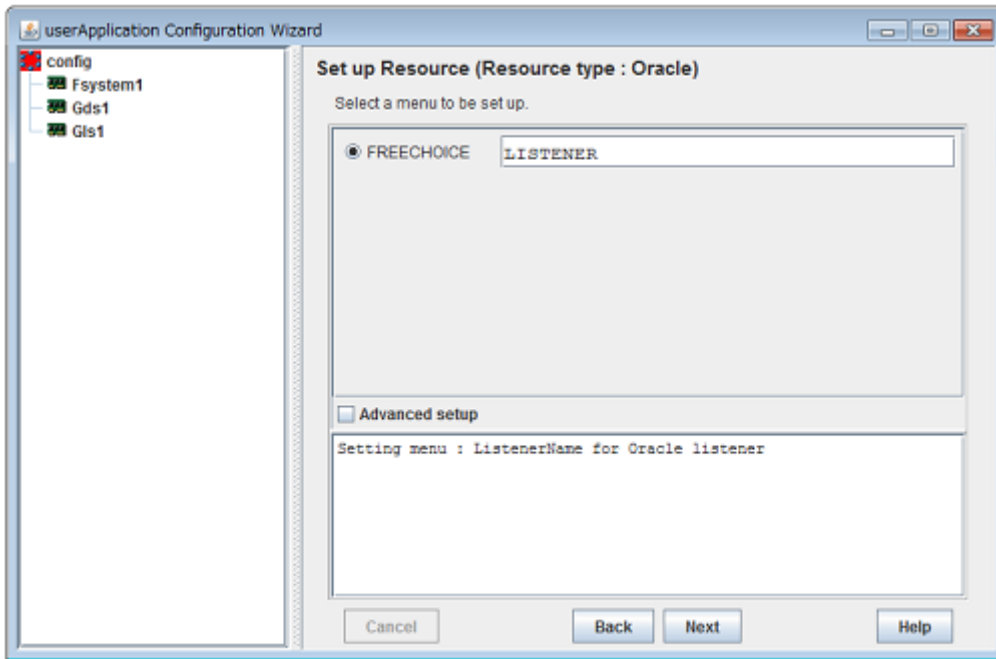 userApplication Configuration Wizard
config
Fsystem1
Gds1
Gls1
Set up Resource (Resource type : Oracle)
Select a menu to be set up.
FREECHOICE LISTENER
Advanced setup
Setting menu : ListenerName for Oracle listener
Cancel Back Next Help